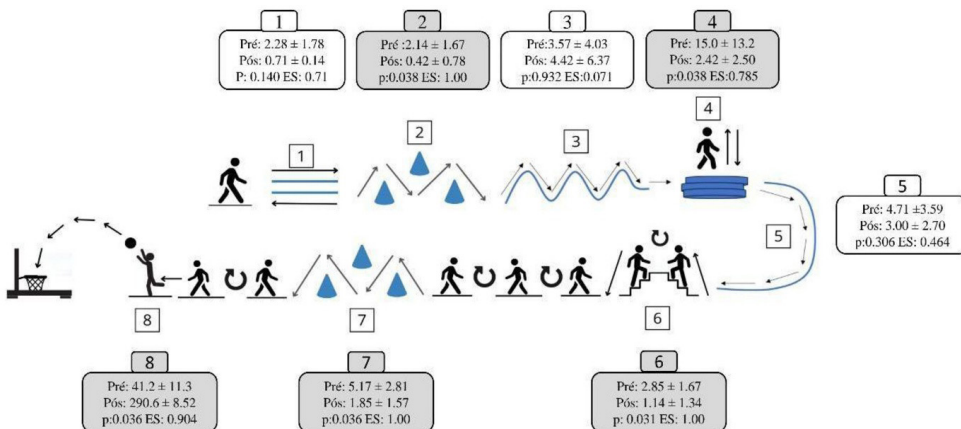 1
Pré: 2.28 ± 1.78
Pós: 0.71 ± 0.14
P: 0.140 ES: 0.71
2
Pré :2.14 ± 1.67
Pós: 0.42 ± 0.78
p:0.038 ES: 1.00
3
Pré:3.57 ± 4.03
Pós: 4.42 ± 6.37
p:0.932 ES:0.071
4
Pré: 15.0 ± 13.2
Pós: 2.42 ± 2.50
p:0.038 ES:0.785
1
2
3
4
5
Pré: 4.71 ±3.59
Pós: 3.00 ± 2.70
p:0.306 ES: 0.464
5
8
7
6
8
Pré: 41.2 ± 11.3
Pós: 290.6 ± 8.52
p:0.036 ES: 0.904
7
Pré: 5.17 ± 2.81
Pós: 1.85 ± 1.57
p:0.036 ES: 1.00
6
Pré: 2.85 ± 1.67
Pós: 1.14 ± 1.34
p: 0.031 ES: 1.00